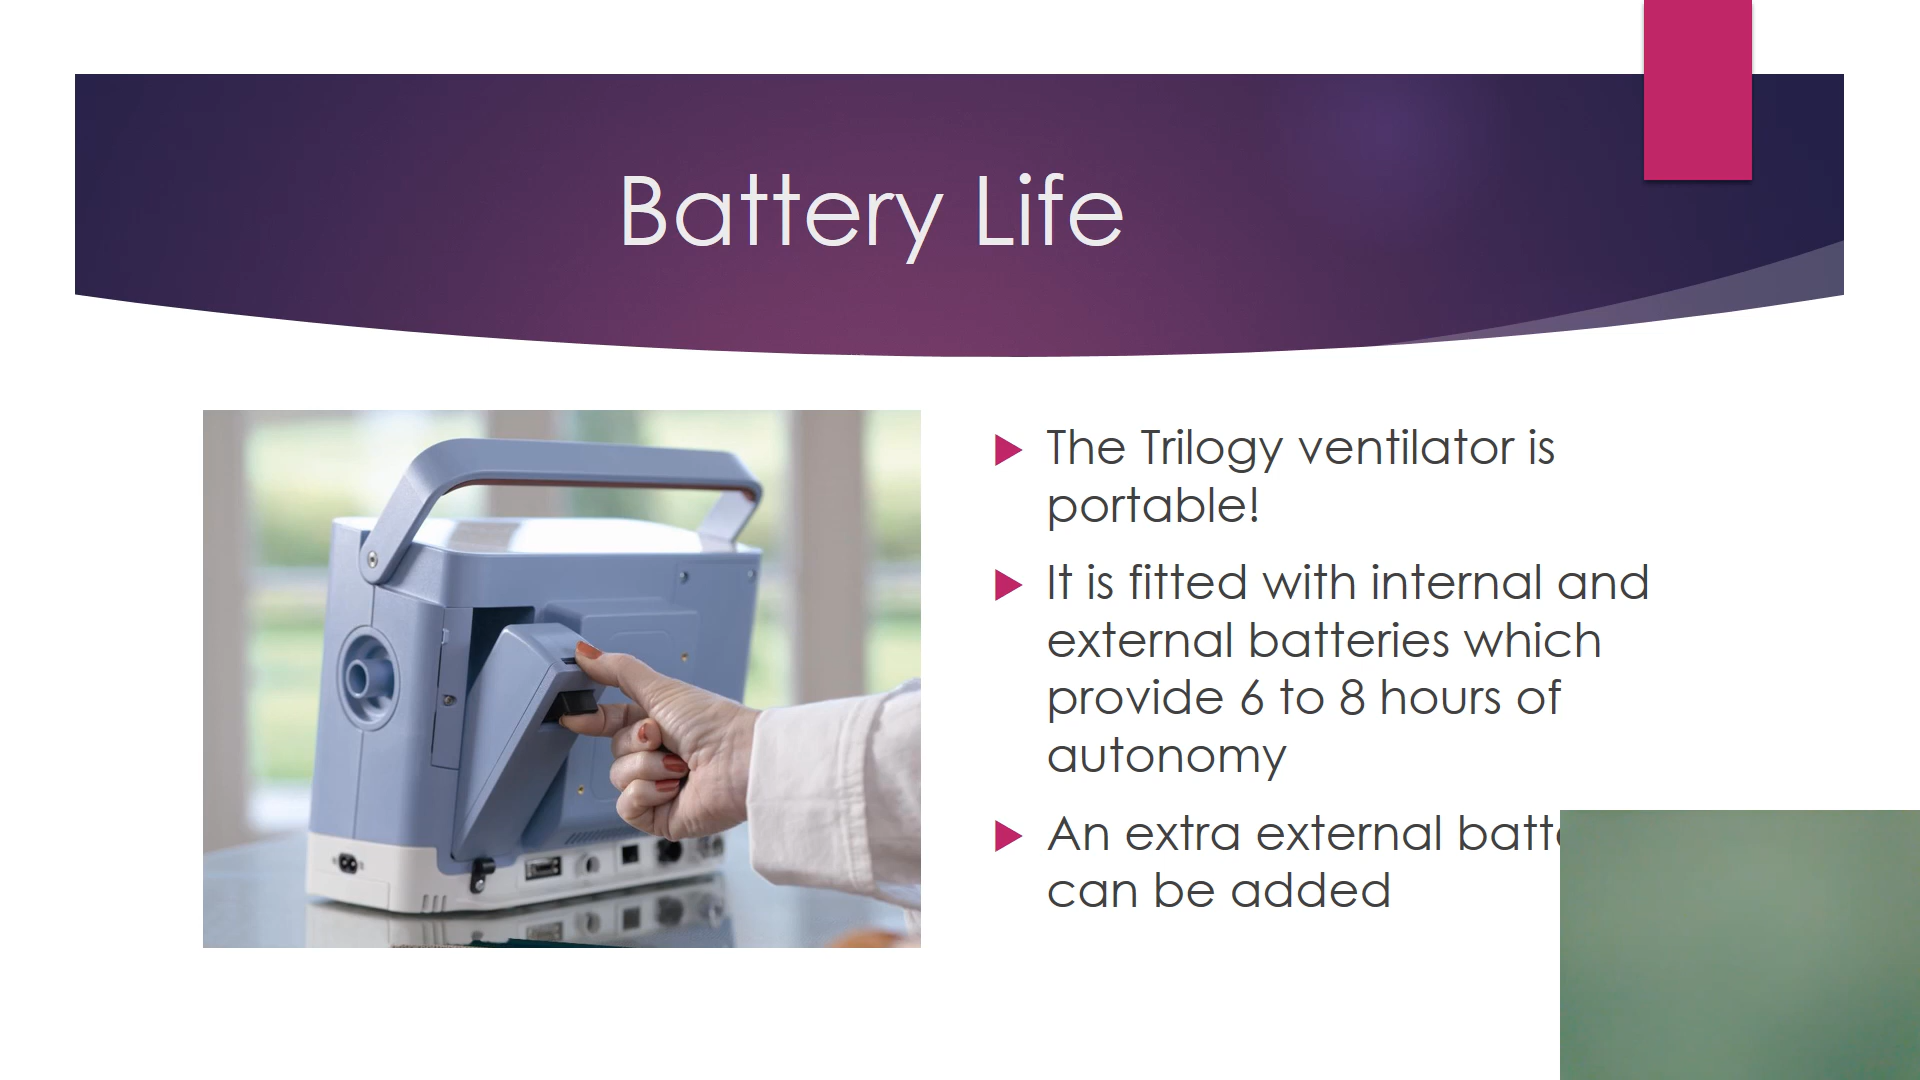 Battery Life
The Trilogy ventilator is
portable!
It is fitted with internal and
external batteries which
provide 6 to 8 hours of
autonomy
An extra external
can be added